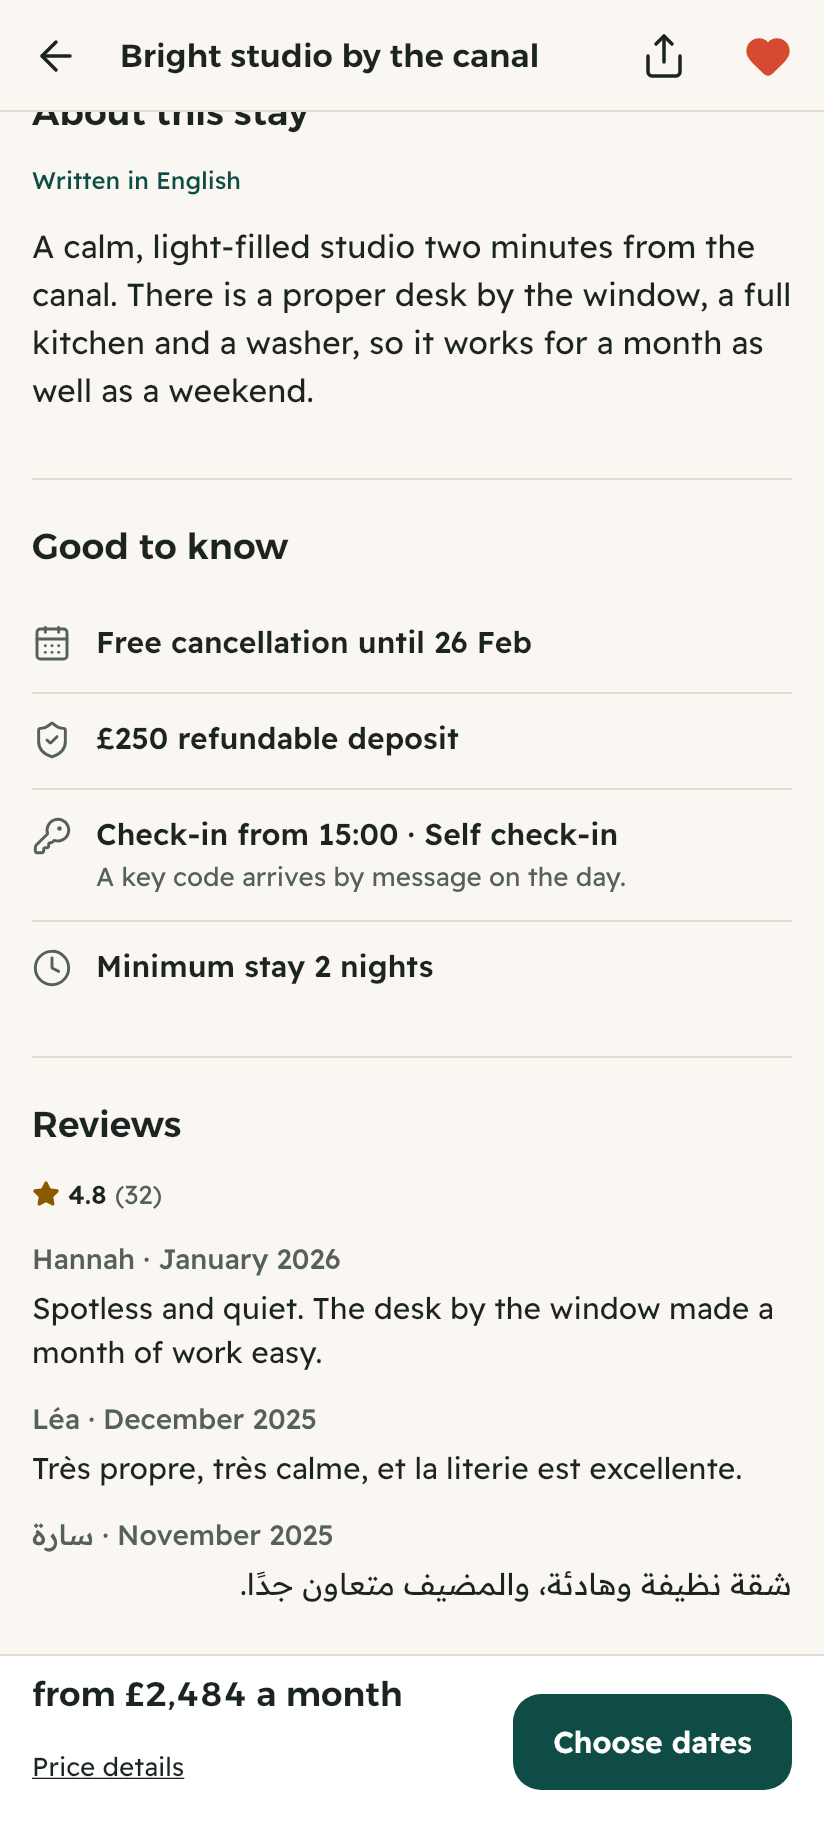 Bright studio by the canal
About this stay
Written in English
A calm, light-filled studio two minutes from the
canal. There is a proper desk by the window, a full
kitchen and a washer, so it works for a month as
well as a weekend.
Good to know
Free cancellation until 26 Feb
£250 refundable deposit
Check-in from 15:00 · Self check-in
A key code arrives by message on the day.
Minimum stay 2 nights
Reviews
4.8 (32)
Hannah · January 2026
Spotless and quiet. The desk by the window made a
month of work easy.
Léa · December 2025
Très propre, très calme, et la literie est excellente.
سارة · November 2025
شقة نظيفة وهادئة، والمضيف متعاون جدًا.
from £2,484 a month
Price details
Choose dates